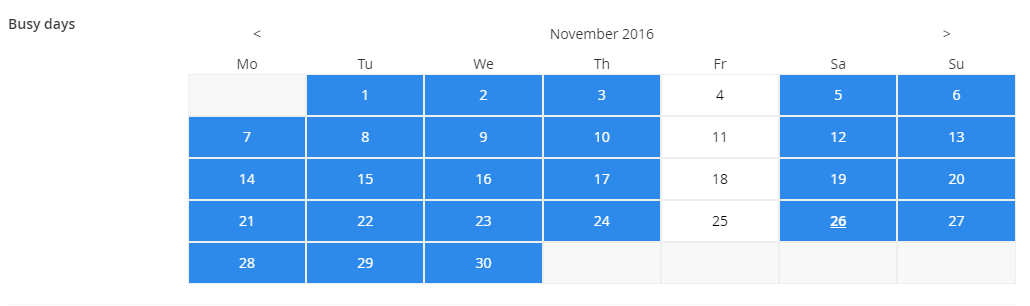 Busy days
< November 2016 >
Mo Tu We Th Fr Sa Su
1 2 3 4 5 6
7 8 9 10 11 12 13
14 15 16 17 18 19 20
21 22 23 24 25 26 27
28 29 30